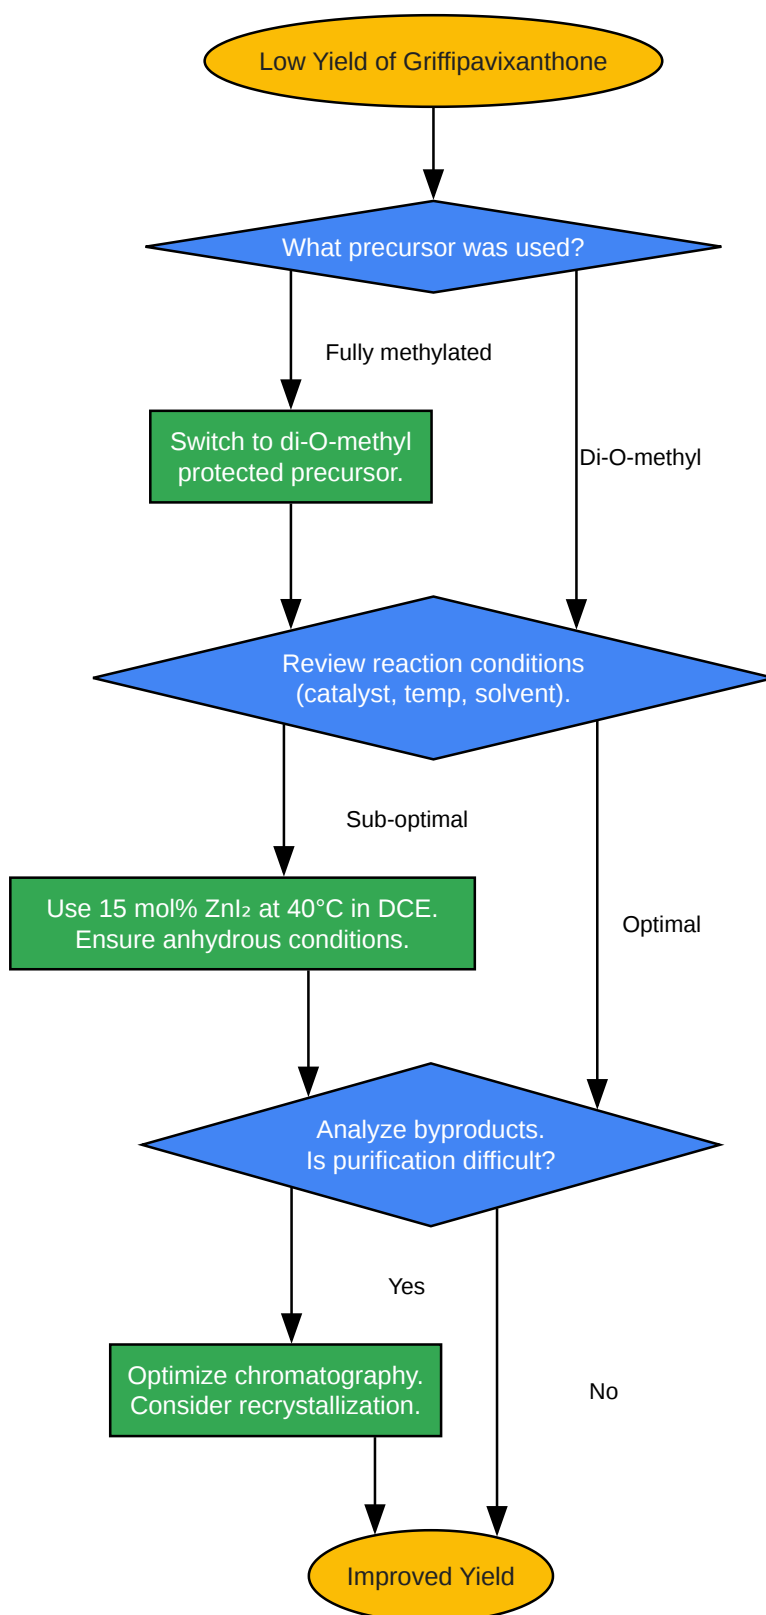 Low Yield of Griffipavixanthone
What precursor was used?
Fully methylated
Switch to di-O-methyl
protected precursor.
Di-O-methyl
Review reaction conditions
(catalyst, temp, solvent).
Sub-optimal
Use 15 mol% ZnI₂ at 40°C in DCE.
Ensure anhydrous conditions.
Optimal
Analyze byproducts.
Is purification difficult?
Yes
Optimize chromatography.
Consider recrystallization.
No
Improved Yield